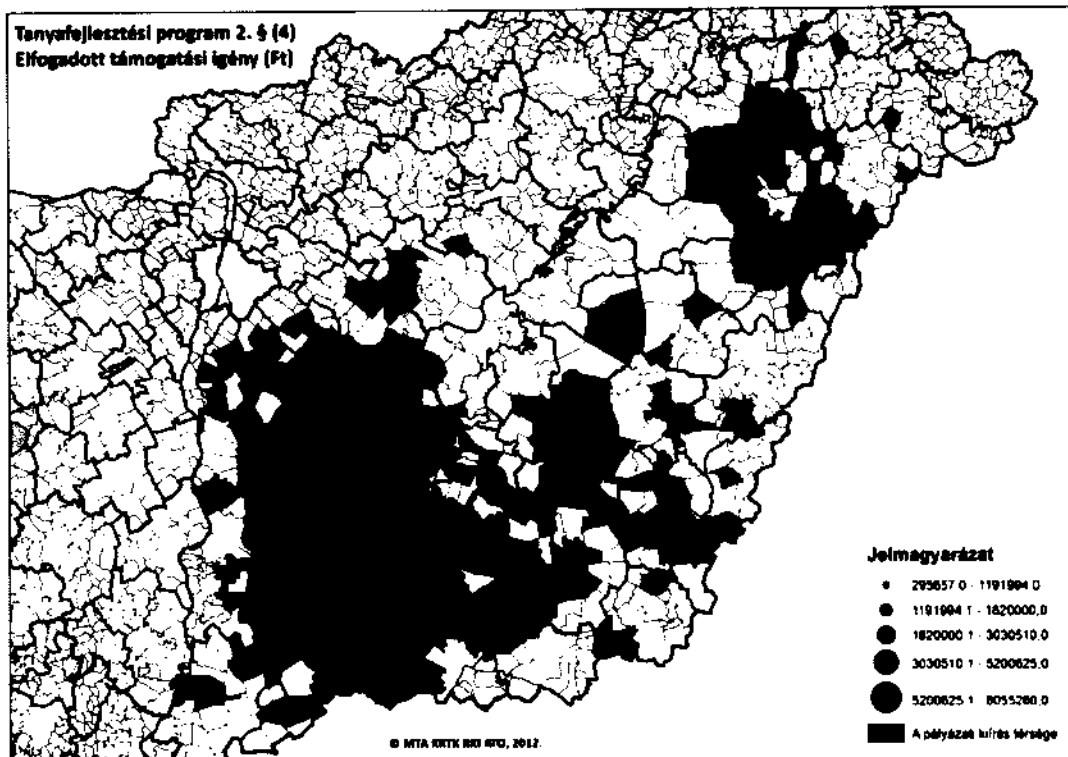 Tanyafejlesztési program 2. § (4)
Elfogadott támogatási igény (Ft)
Jelmagyarázat
295657.0 - 1191994.0
1191994.1 - 1820000.0
1820000.1 - 3030510.0
3030510.1 - 5200625.0
5200625.1 - 8055260.0
A pályázat kiírás térsége
© MTA KRTK RKI ATO, 2012.